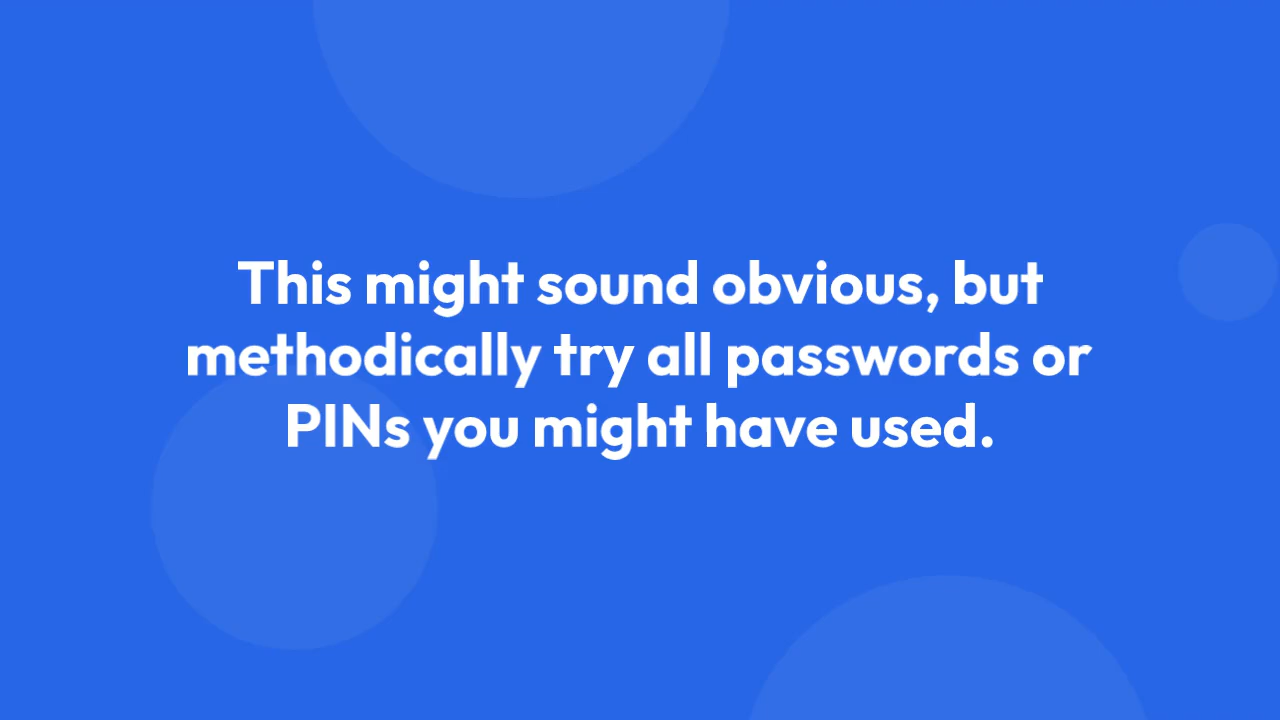 This might sound obvious, but
methodically try all passwords or
PINs you might have used.